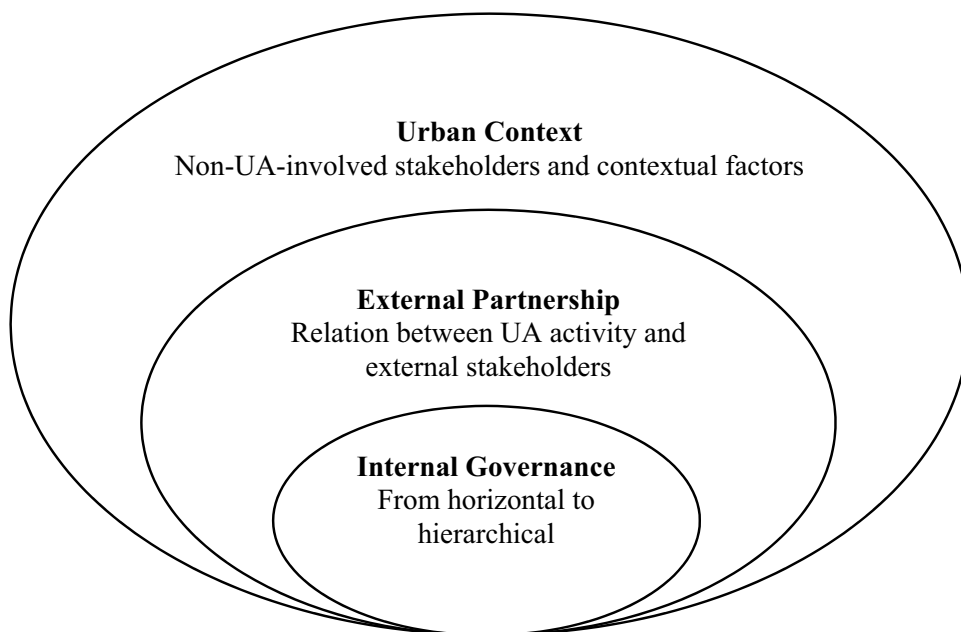 Urban Context
Non-UA-involved stakeholders and contextual factors
External Partnership
Relation between UA activity and
external stakeholders
Internal Governance
From horizontal to
hierarchical